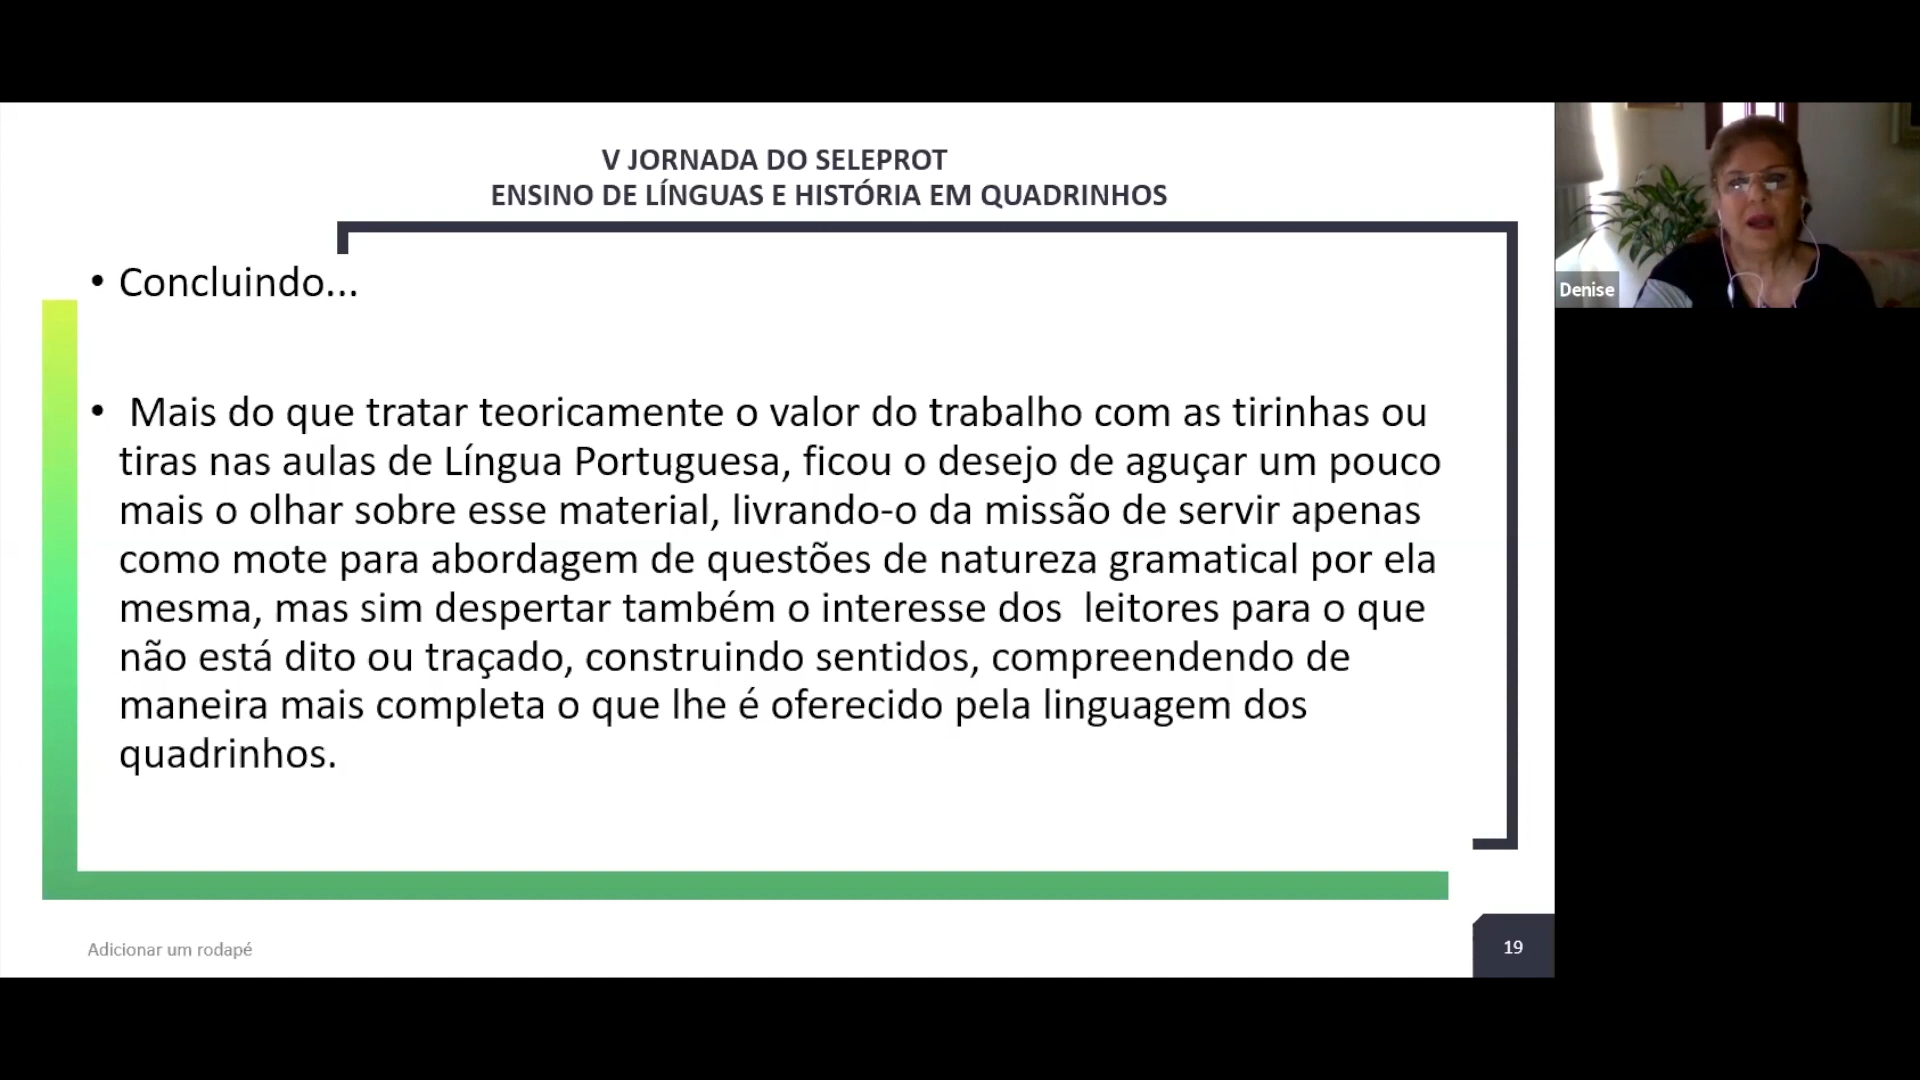 V JORNADA DO SELEPROT
ENSINO DE LÍNGUAS E HISTÓRIA EM QUADRINHOS
• Concluindo...
• Mais do que tratar teoricamente o valor do trabalho com as tirinhas ou
tiras nas aulas de Língua Portuguesa, ficou o desejo de aguçar um pouco
mais o olhar sobre esse material, livrando-o da missão de servir apenas
como mote para abordagem de questões de natureza gramatical por ela
mesma, mas sim despertar também o interesse dos  leitores para o que
não está dito ou traçado, construindo sentidos, compreendendo de
maneira mais completa o que lhe é oferecido pela linguagem dos
quadrinhos.
Adicionar um rodapé
19
Denise